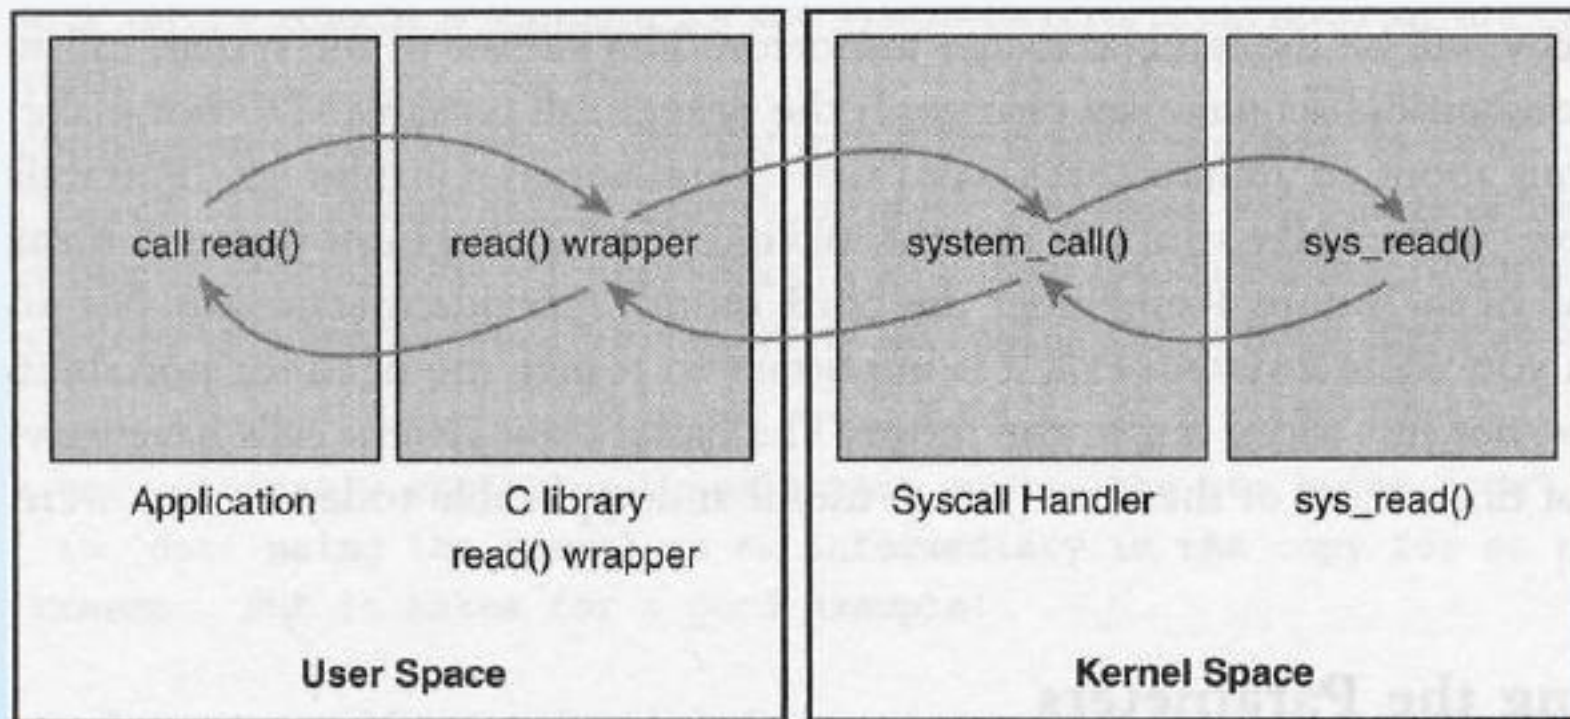 call read()
read() wrapper
system_call()
sys_read()
Application
C library
read() wrapper
Syscall Handler
sys_read()
User Space
Kernel Space